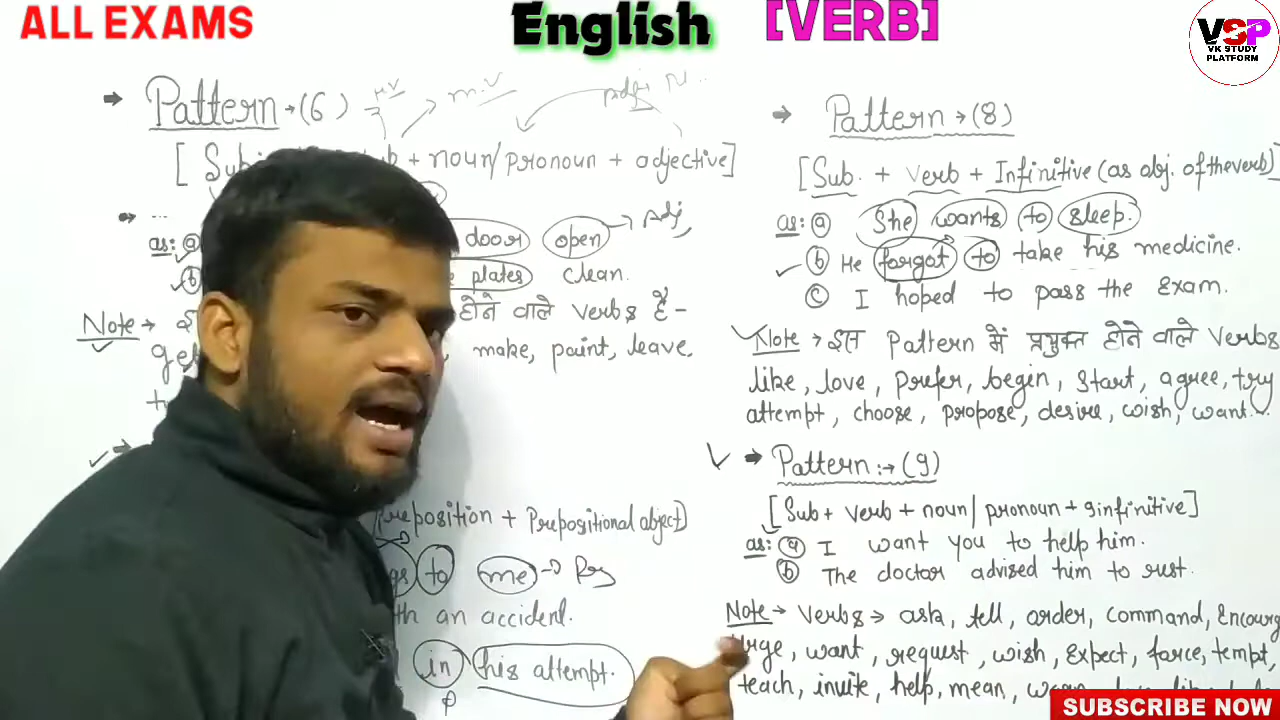 ALL EXAMS
English [VERB]
VSP
VK STUDY
PLATFORM
Pattern → (6)
m.v
[Sub + noun/pronoun + adjective]
as: a door open → Adj
b plates clean.
Note → होने वाले verbs हैं-
make, paint, leave,
preposition + Prepositional object]
to me
an accident.
in his attempt.
P
Pattern → (8)
[Sub. + verb + Infinitive (as obj. of the verb)]
as: a She wants to sleep.
b He forgot to take his medicine.
c I hoped to pass the Exam.
Note → इस Pattern में प्रयुक्त होने वाले verbs
like, love, prefer, begin, start, agree, try
attempt, choose, propose, desire, wish, want..
Pattern :→ (9)
[Sub + verb + noun/pronoun + ginfinitive]
as: a I want you to help him.
b The doctor advised him to rest.
Note → Verbs → ask, tell, order, command, Encourg
urge, want, request, wish, Expect, force, tempt,
teach, invite, help, mean,
SUBSCRIBE NOW